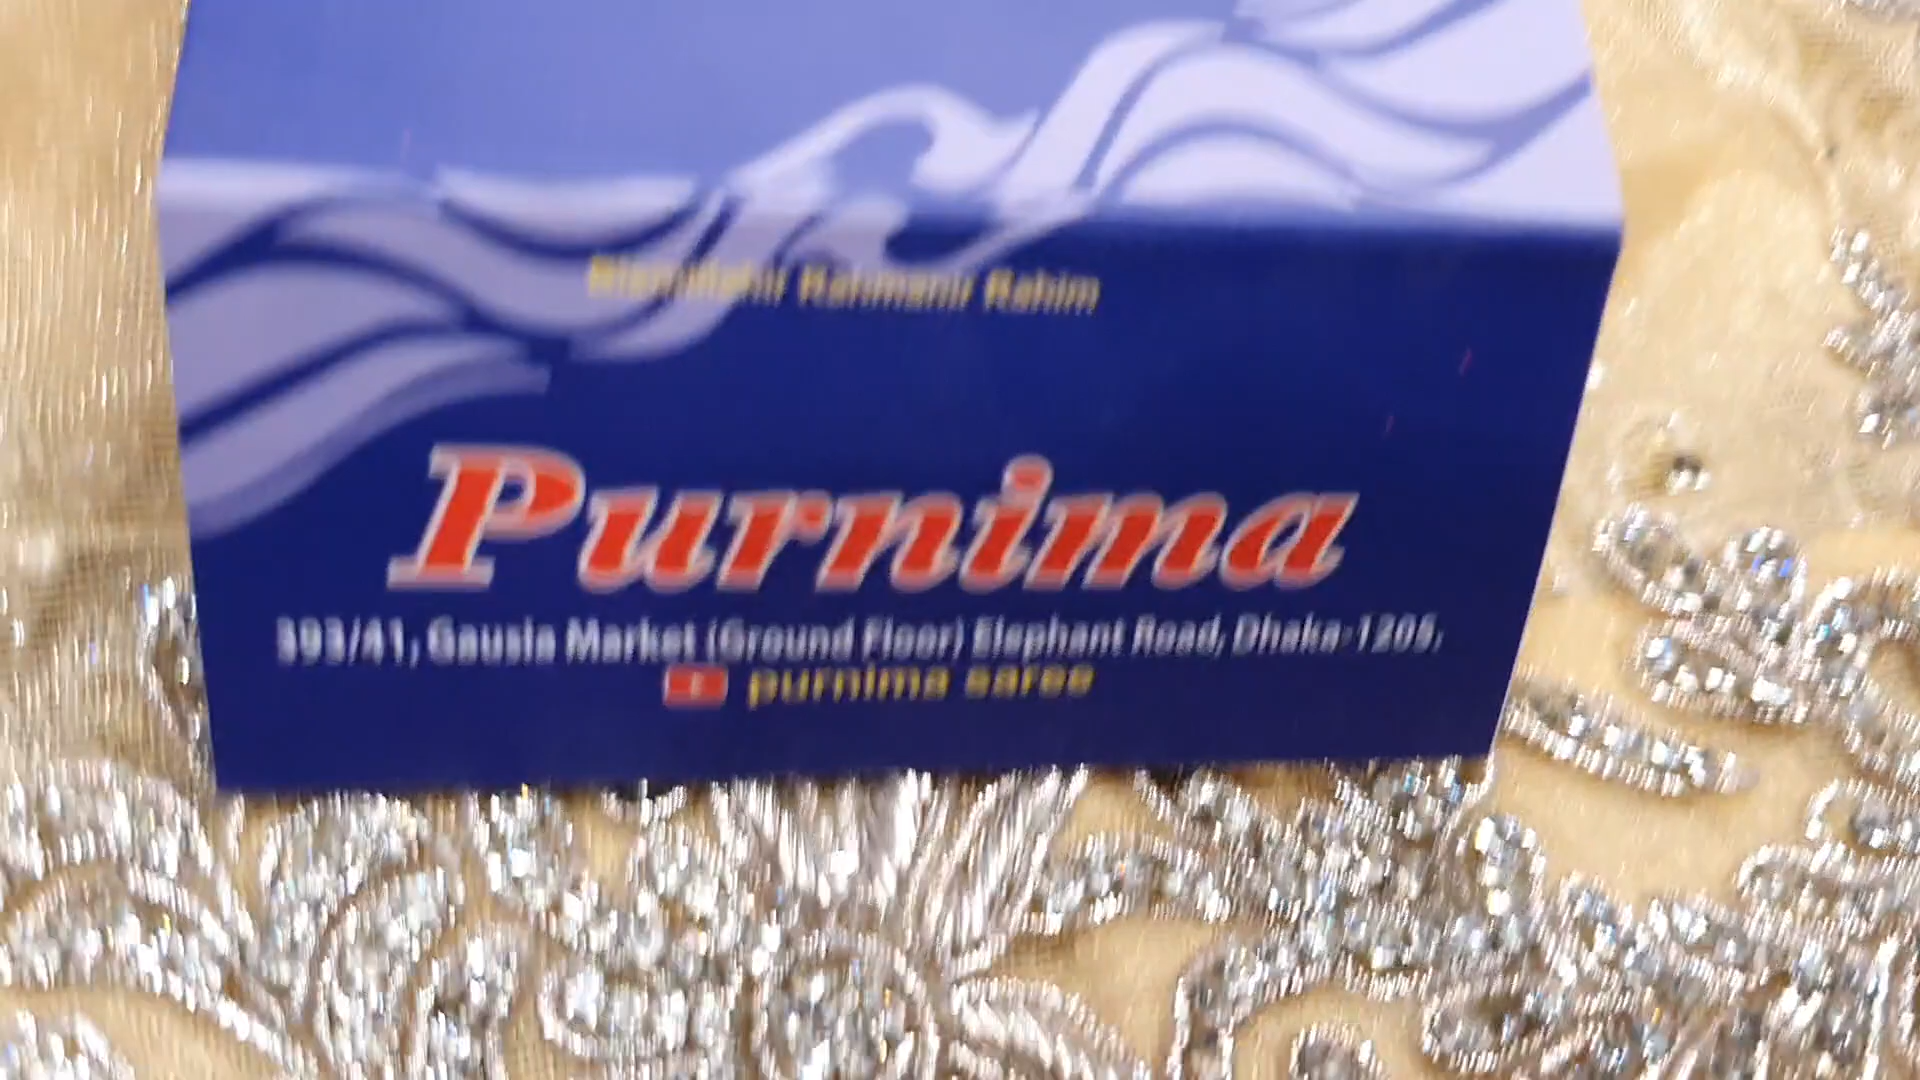 Bismillahir Rahmanir Rahim
Purnima
393/41, Gausia Market (Ground Floor) Elephant Road, Dhaka-1205,
purnima saree